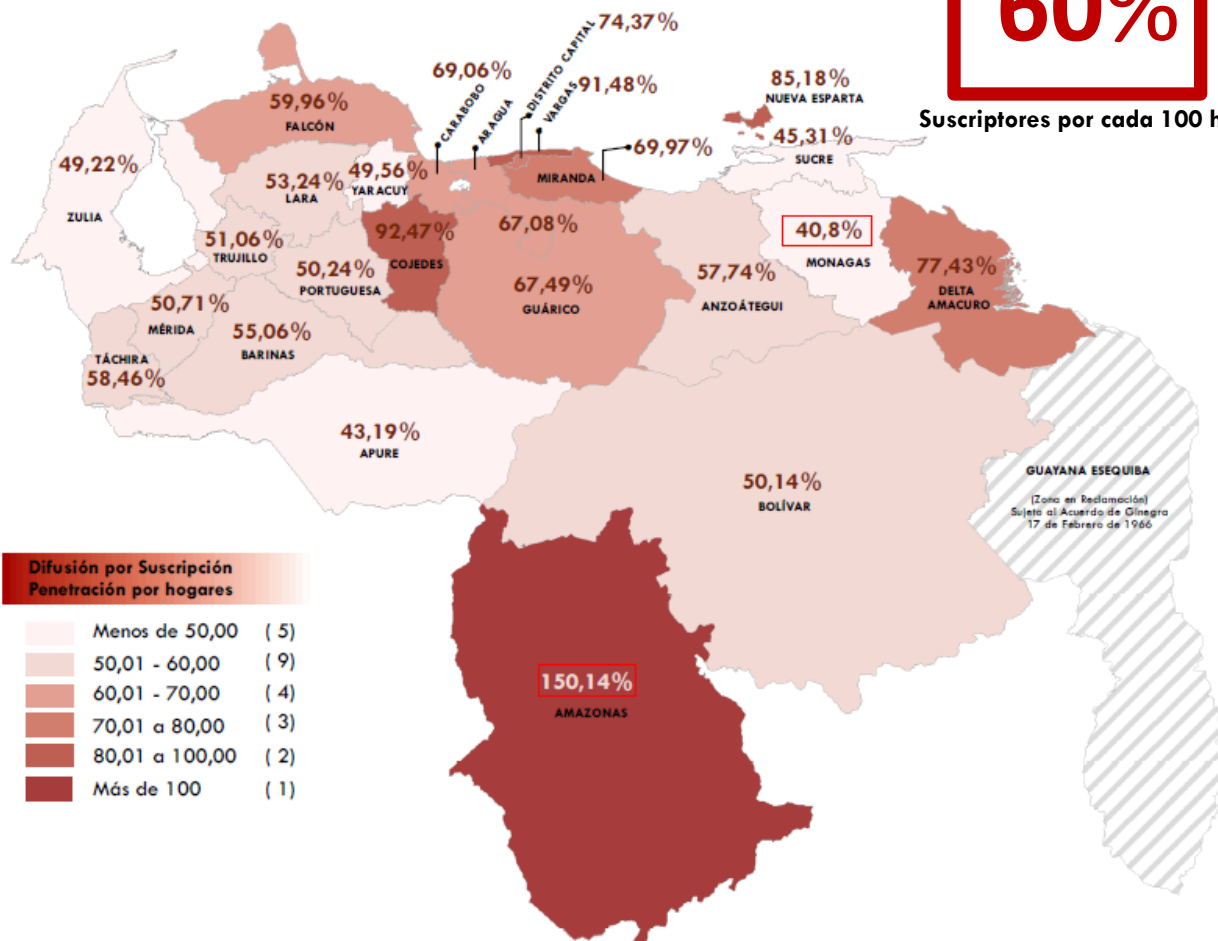 60%
Suscriptores por cada 100 h
74,37%
DISTRITO CAPITAL
69,06%
CARABOBO
ARAGUA
91,48%
VARGAS
85,18%
NUEVA ESPARTA
59,96%
FALCÓN
45,31%
SUCRE
69,97%
MIRANDA
49,22%
ZULIA
53,24%
LARA
49,56%
YARACUY
92,47%
COJEDES
67,08%
40,8%
MONAGAS
51,06%
TRUJILLO
50,24%
PORTUGUESA
67,49%
GUÁRICO
57,74%
ANZOÁTEGUI
77,43%
DELTA
AMACURO
50,71%
MÉRIDA
55,06%
BARINAS
TÁCHIRA
58,46%
43,19%
APURE
50,14%
BOLÍVAR
GUAYANA ESEQUIBA
(Zona en Reclamación)
Sujeto al Acuerdo de Ginegra
17 de Febrero de 1966
150,14%
AMAZONAS
Difusión por Suscripción
Penetración por hogares
Menos de 50,00 ( 5)
50,01 - 60,00 ( 9)
60,01 - 70,00 ( 4)
70,01 a 80,00 ( 3)
80,01 a 100,00 ( 2)
Más de 100 ( 1)